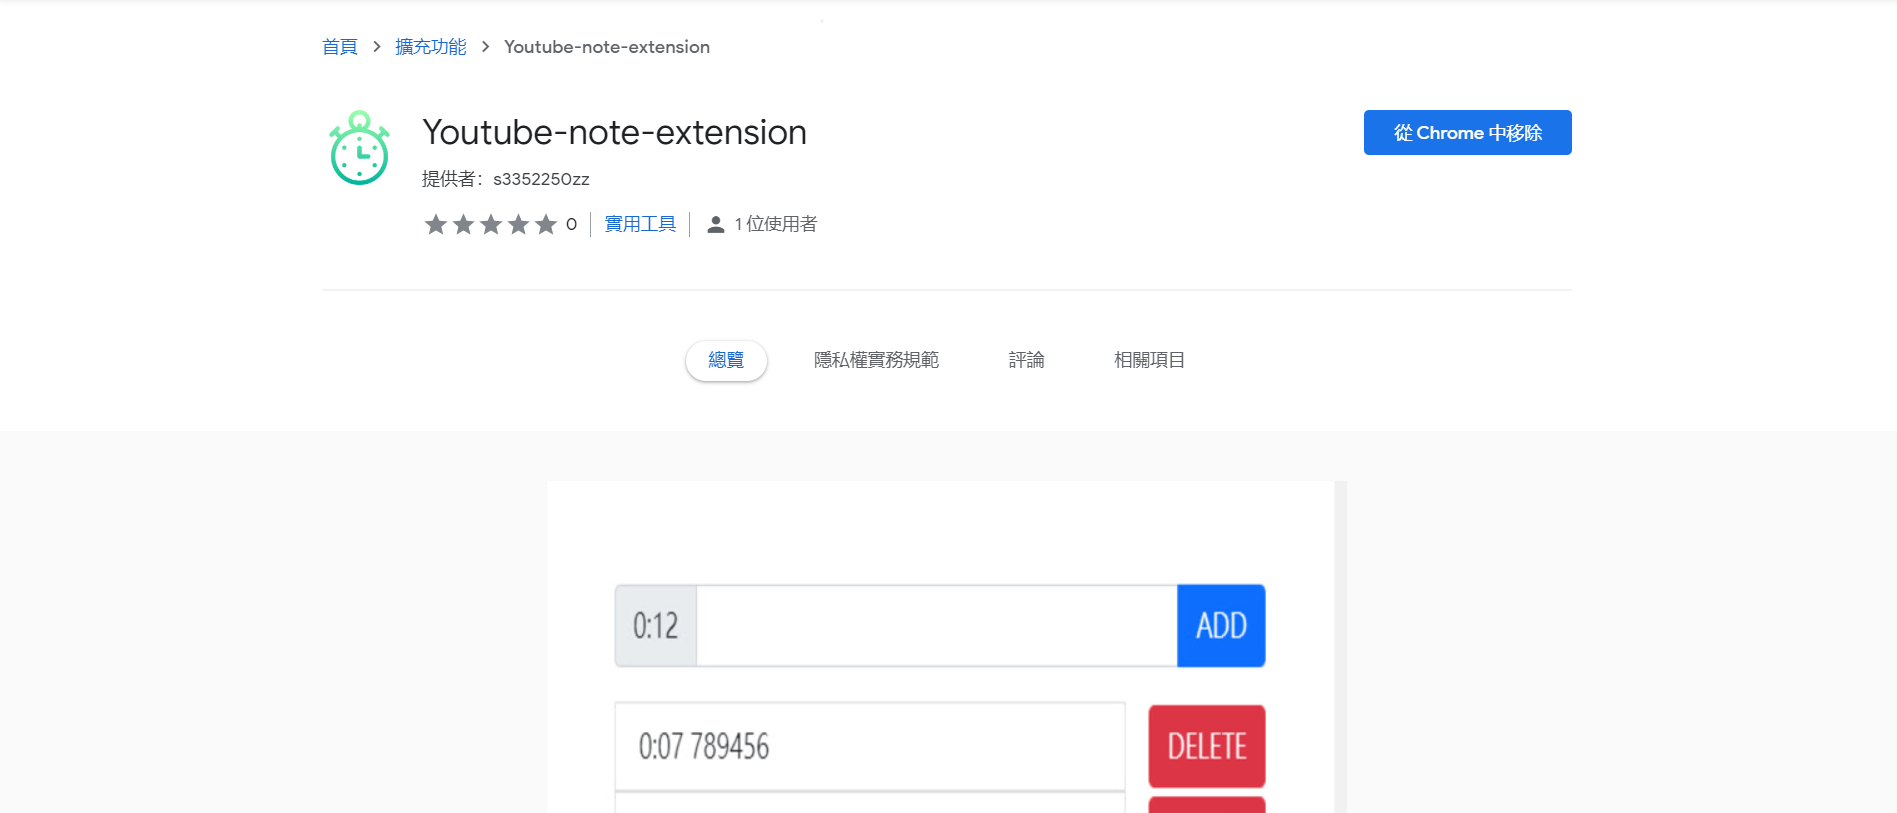 首頁 > 擴充功能 > Youtube-note-extension
Youtube-note-extension
從 Chrome 中移除
提供者： s3352250zz
0 實用工具 1 位使用者
總覽 隱私權實務規範 評論 相關項目
0:12 ADD
0:07 789456 DELETE